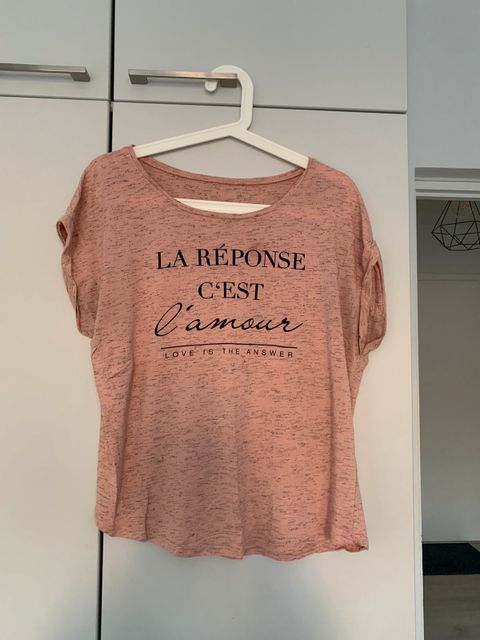 LA RÉPONSE
C'EST
l'amour
LOVE IS THE ANSWER